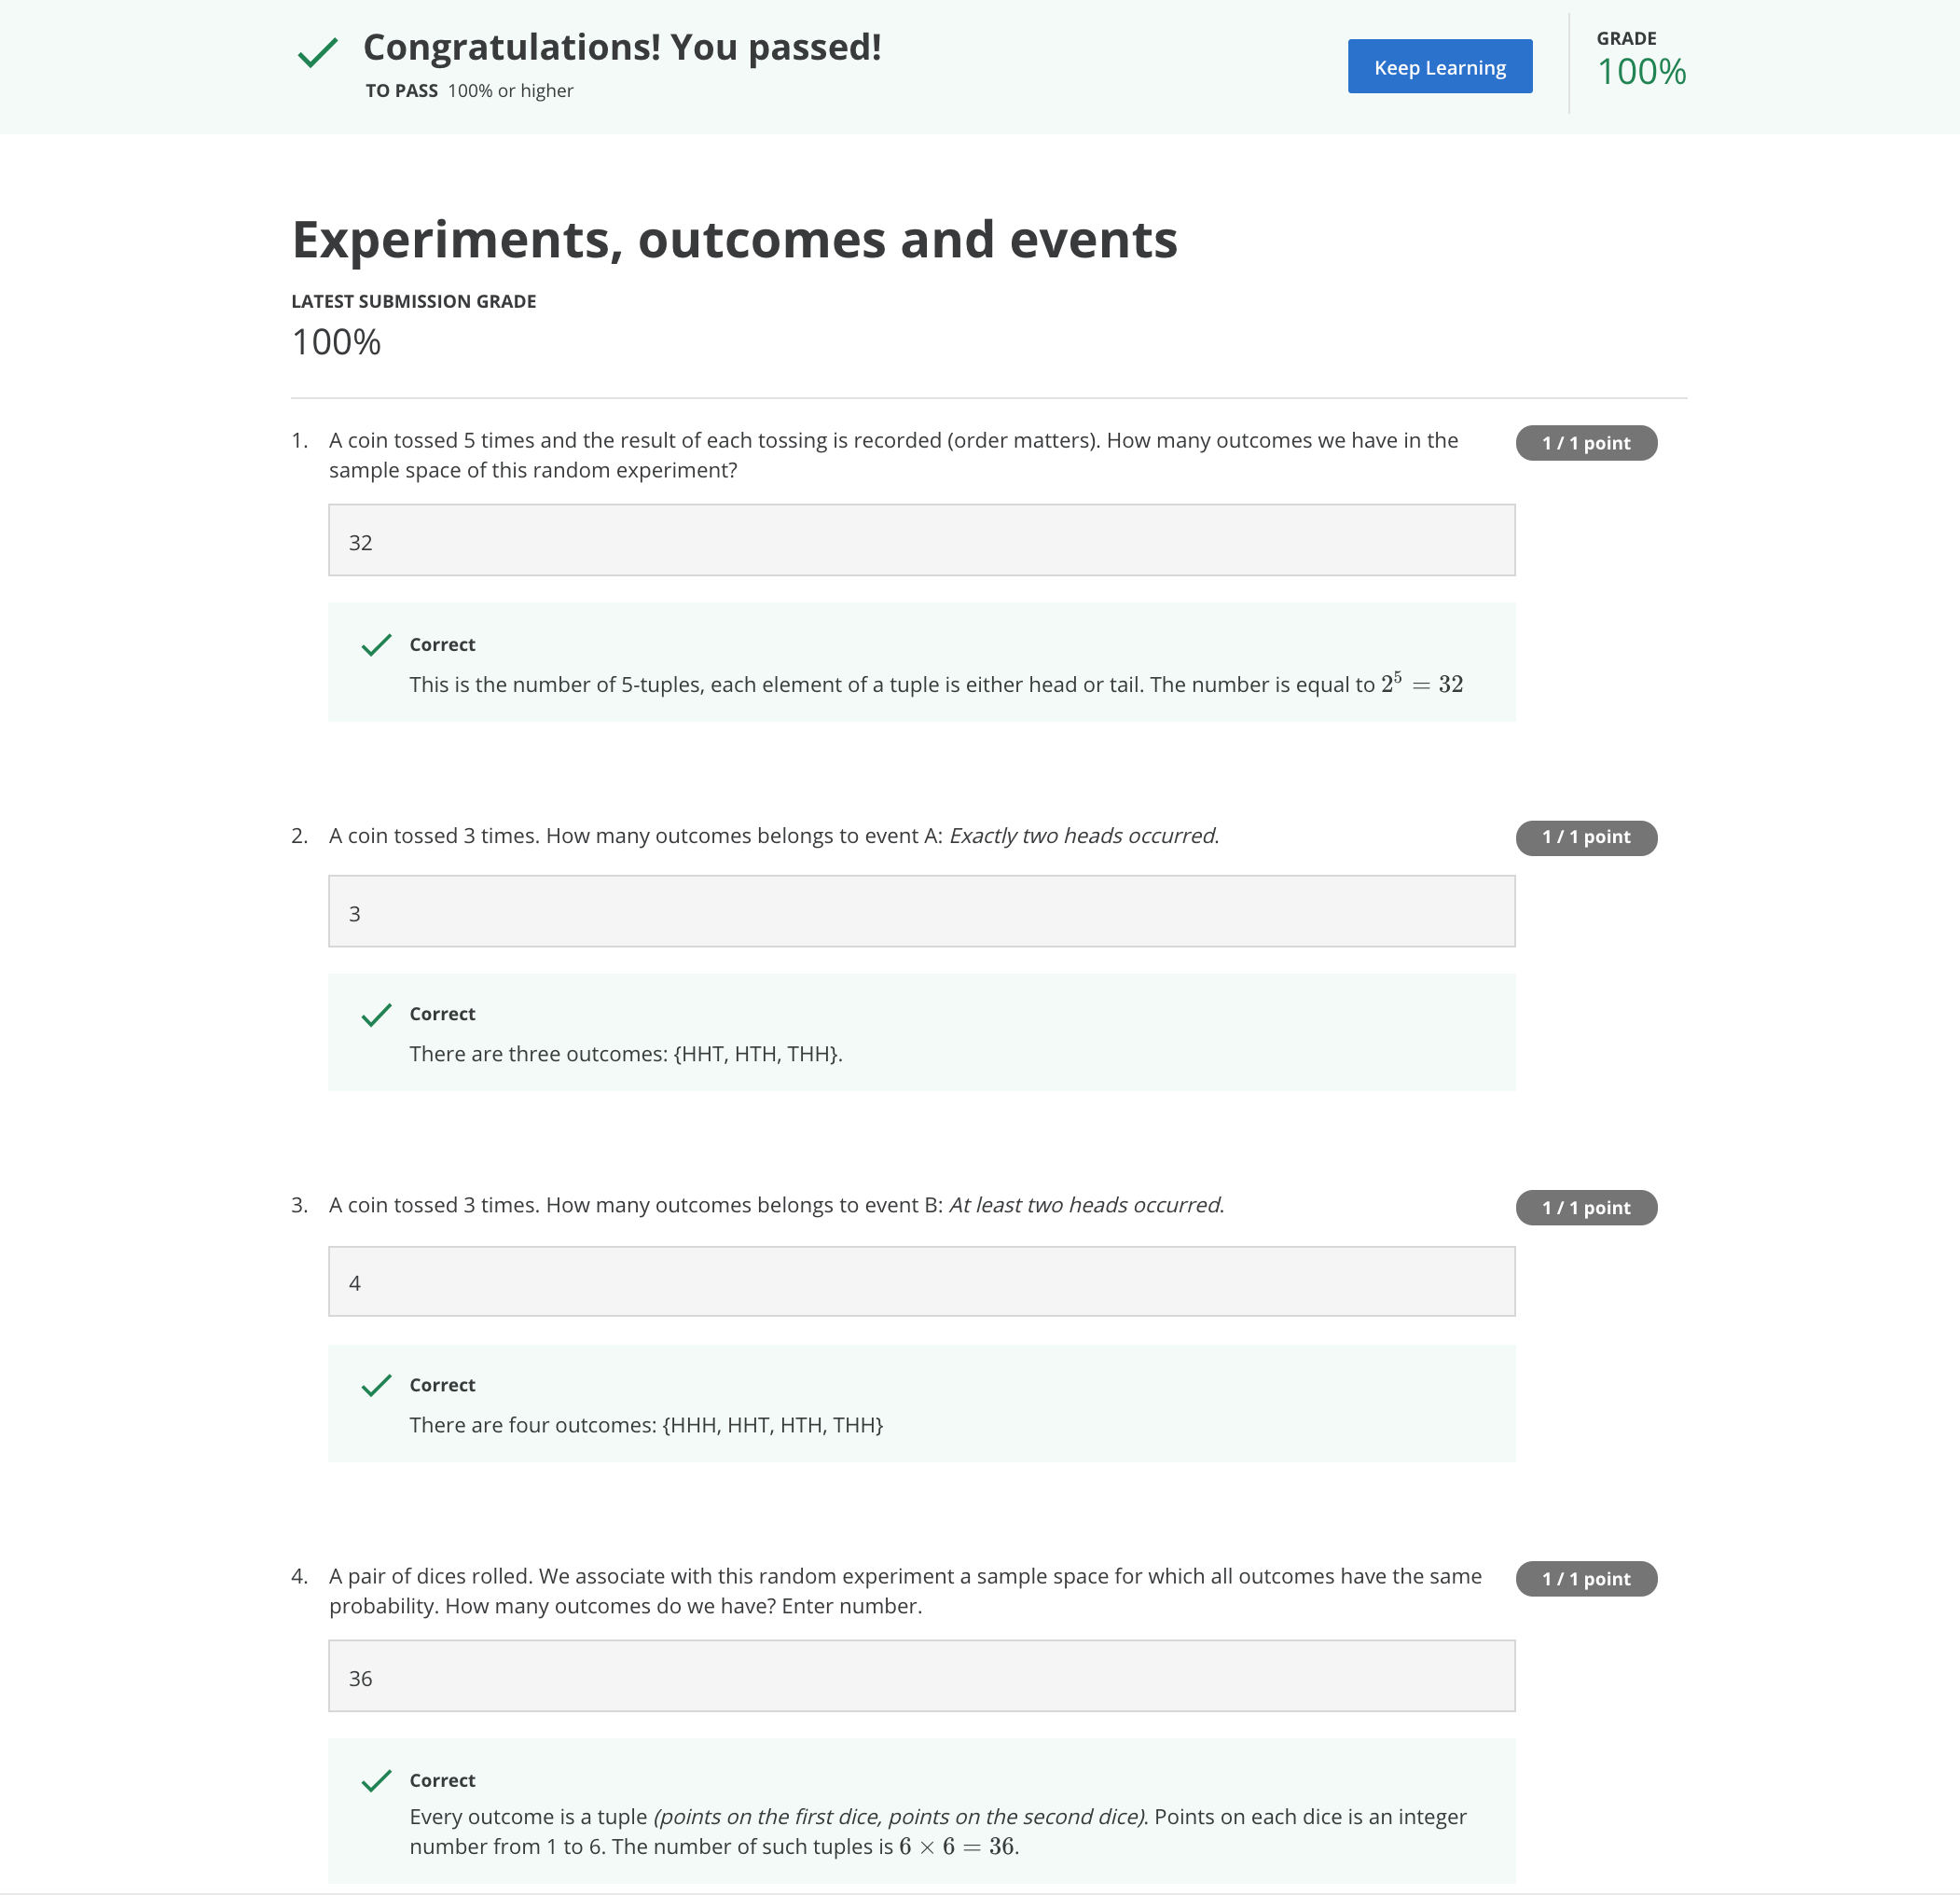 Congratulations! You passed!
TO PASS 100% or higher
Keep Learning
GRADE
100%
Experiments, outcomes and events
LATEST SUBMISSION GRADE
100%
1. A coin tossed 5 times and the result of each tossing is recorded (order matters). How many outcomes we have in the
sample space of this random experiment?
1 / 1 point
32
Correct
This is the number of 5-tuples, each element of a tuple is either head or tail. The number is equal to 2⁵ = 32
2. A coin tossed 3 times. How many outcomes belongs to event A: Exactly two heads occurred.
1 / 1 point
3
Correct
There are three outcomes: {HHT, HTH, THH}.
3. A coin tossed 3 times. How many outcomes belongs to event B: At least two heads occurred.
1 / 1 point
4
Correct
There are four outcomes: {HHH, HHT, HTH, THH}
4. A pair of dices rolled. We associate with this random experiment a sample space for which all outcomes have the same
probability. How many outcomes do we have? Enter number.
1 / 1 point
36
Correct
Every outcome is a tuple (points on the first dice, points on the second dice). Points on each dice is an integer
number from 1 to 6. The number of such tuples is 6 × 6 = 36.